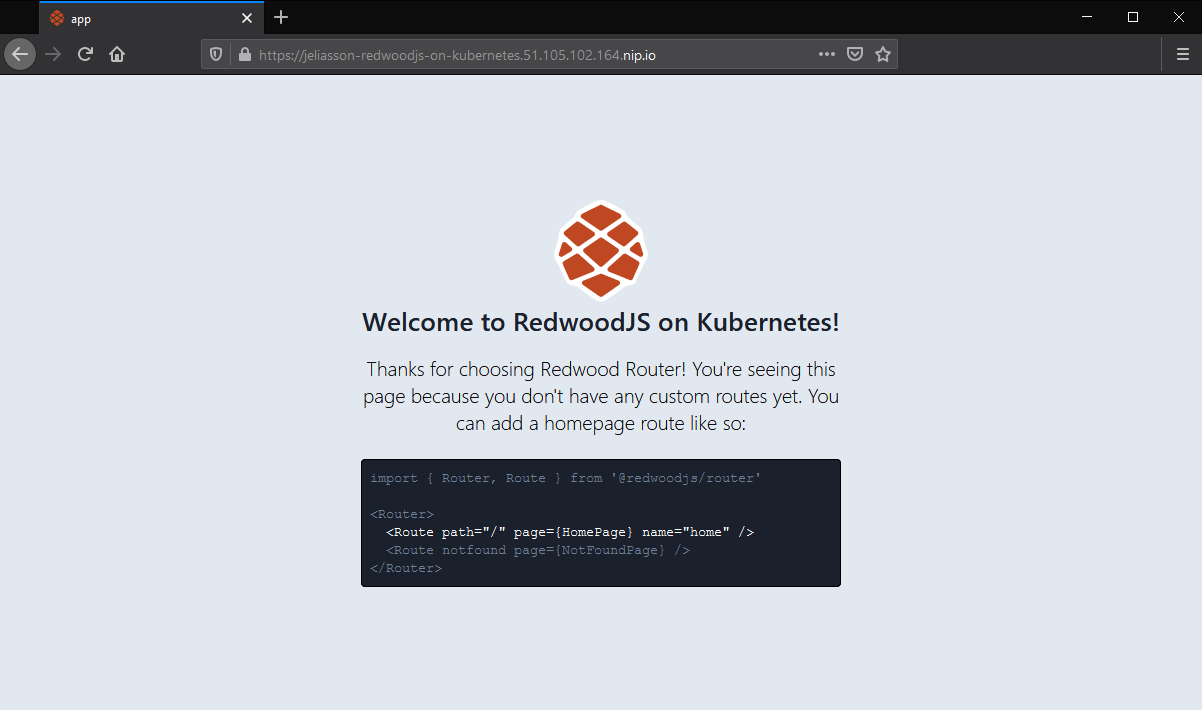 app
https://jeliasson-redwoodjs-on-kubernetes.51.105.102.164.nip.io
Welcome to RedwoodJS on Kubernetes!
Thanks for choosing Redwood Router! You're seeing this
page because you don't have any custom routes yet. You
can add a homepage route like so:
import { Router, Route } from '@redwoodjs/router'
<Router>
  <Route path="/" page={HomePage} name="home" />
  <Route notfound page={NotFoundPage} />
</Router>